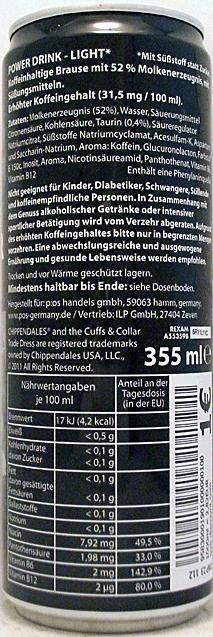 POWER DRINK - LIGHT*
*Mit Süßstoff statt
Koffeinhaltige Brause mit 52 % Molkenerzeugnis,
Süßungsmitteln.
Erhöhter Koffeingehalt (31,5 mg / 100 ml).
Zutaten: Molkenerzeugnis (52%), Wasser, Säuerungsmittel
Citronensäure, Kohlensäure, Taurin (0,4%), Säureregulator
Natriumcitrat, Süßstoffe Natriumcyclamat, Acesulfam-K,
und Saccharin-Natrium, Aroma: Koffein, Glucuronolacton,
E 150c, Inosit, Aroma, Nicotinsäureamid, Pantothenat,
Vitamin B12
Enthält eine Phenylalanin
Nicht geeignet für Kinder, Diabetiker, Schwangere,
und koffeinempfindliche Personen. In Zusammenhang mit
dem Genuss alkoholischer Getränke oder intensiver
sportlicher Betätigung wird vom Verzehr abgeraten. Aufgrund
des erhöhten Koffeingehaltes bitte nur in begrenzten Mengen
verzehren. Eine abwechslungsreiche und ausgewogene
Ernährung und gesunde Lebensweise werden empfohlen.
Trocken und vor Wärme geschützt lagern.
Mindestens haltbar bis Ende: siehe Dosenboden.
Hergestellt für: p:os handels gmbh, 59063 hamm, germany.
www.pos-germany.de / Vertrieb: ILP GmbH, 27404 Zeven
CHIPPENDALES® and the Cuffs & Collar
Trade Dress are registered trademarks
owned by Chippendales USA, LLC.,
© 2011 All Rights Reserved.
REXAM
A553598
355 ml e
Nährwertangaben
je 100 ml
Anteil an der
Tagesdosis
(in der EU)
Brennwert 17 kJ (4,2 kcal)
Eiweiß < 0,5 g
Kohlenhydrate < 0,1 g
davon Zucker < 0,1 g
Fett < 0,1 g
davon gesättigte
Fettsäuren < 0,1 g
Ballaststoffe < 0,1 g
Natrium < 0,1 g
Niacin 7,92 mg 49,5 %
Pantothensäure 1,98 mg 33,0 %
Vitamin B6 2 mg 142,9 %
Vitamin B12 2 µg 80,0 %
1€